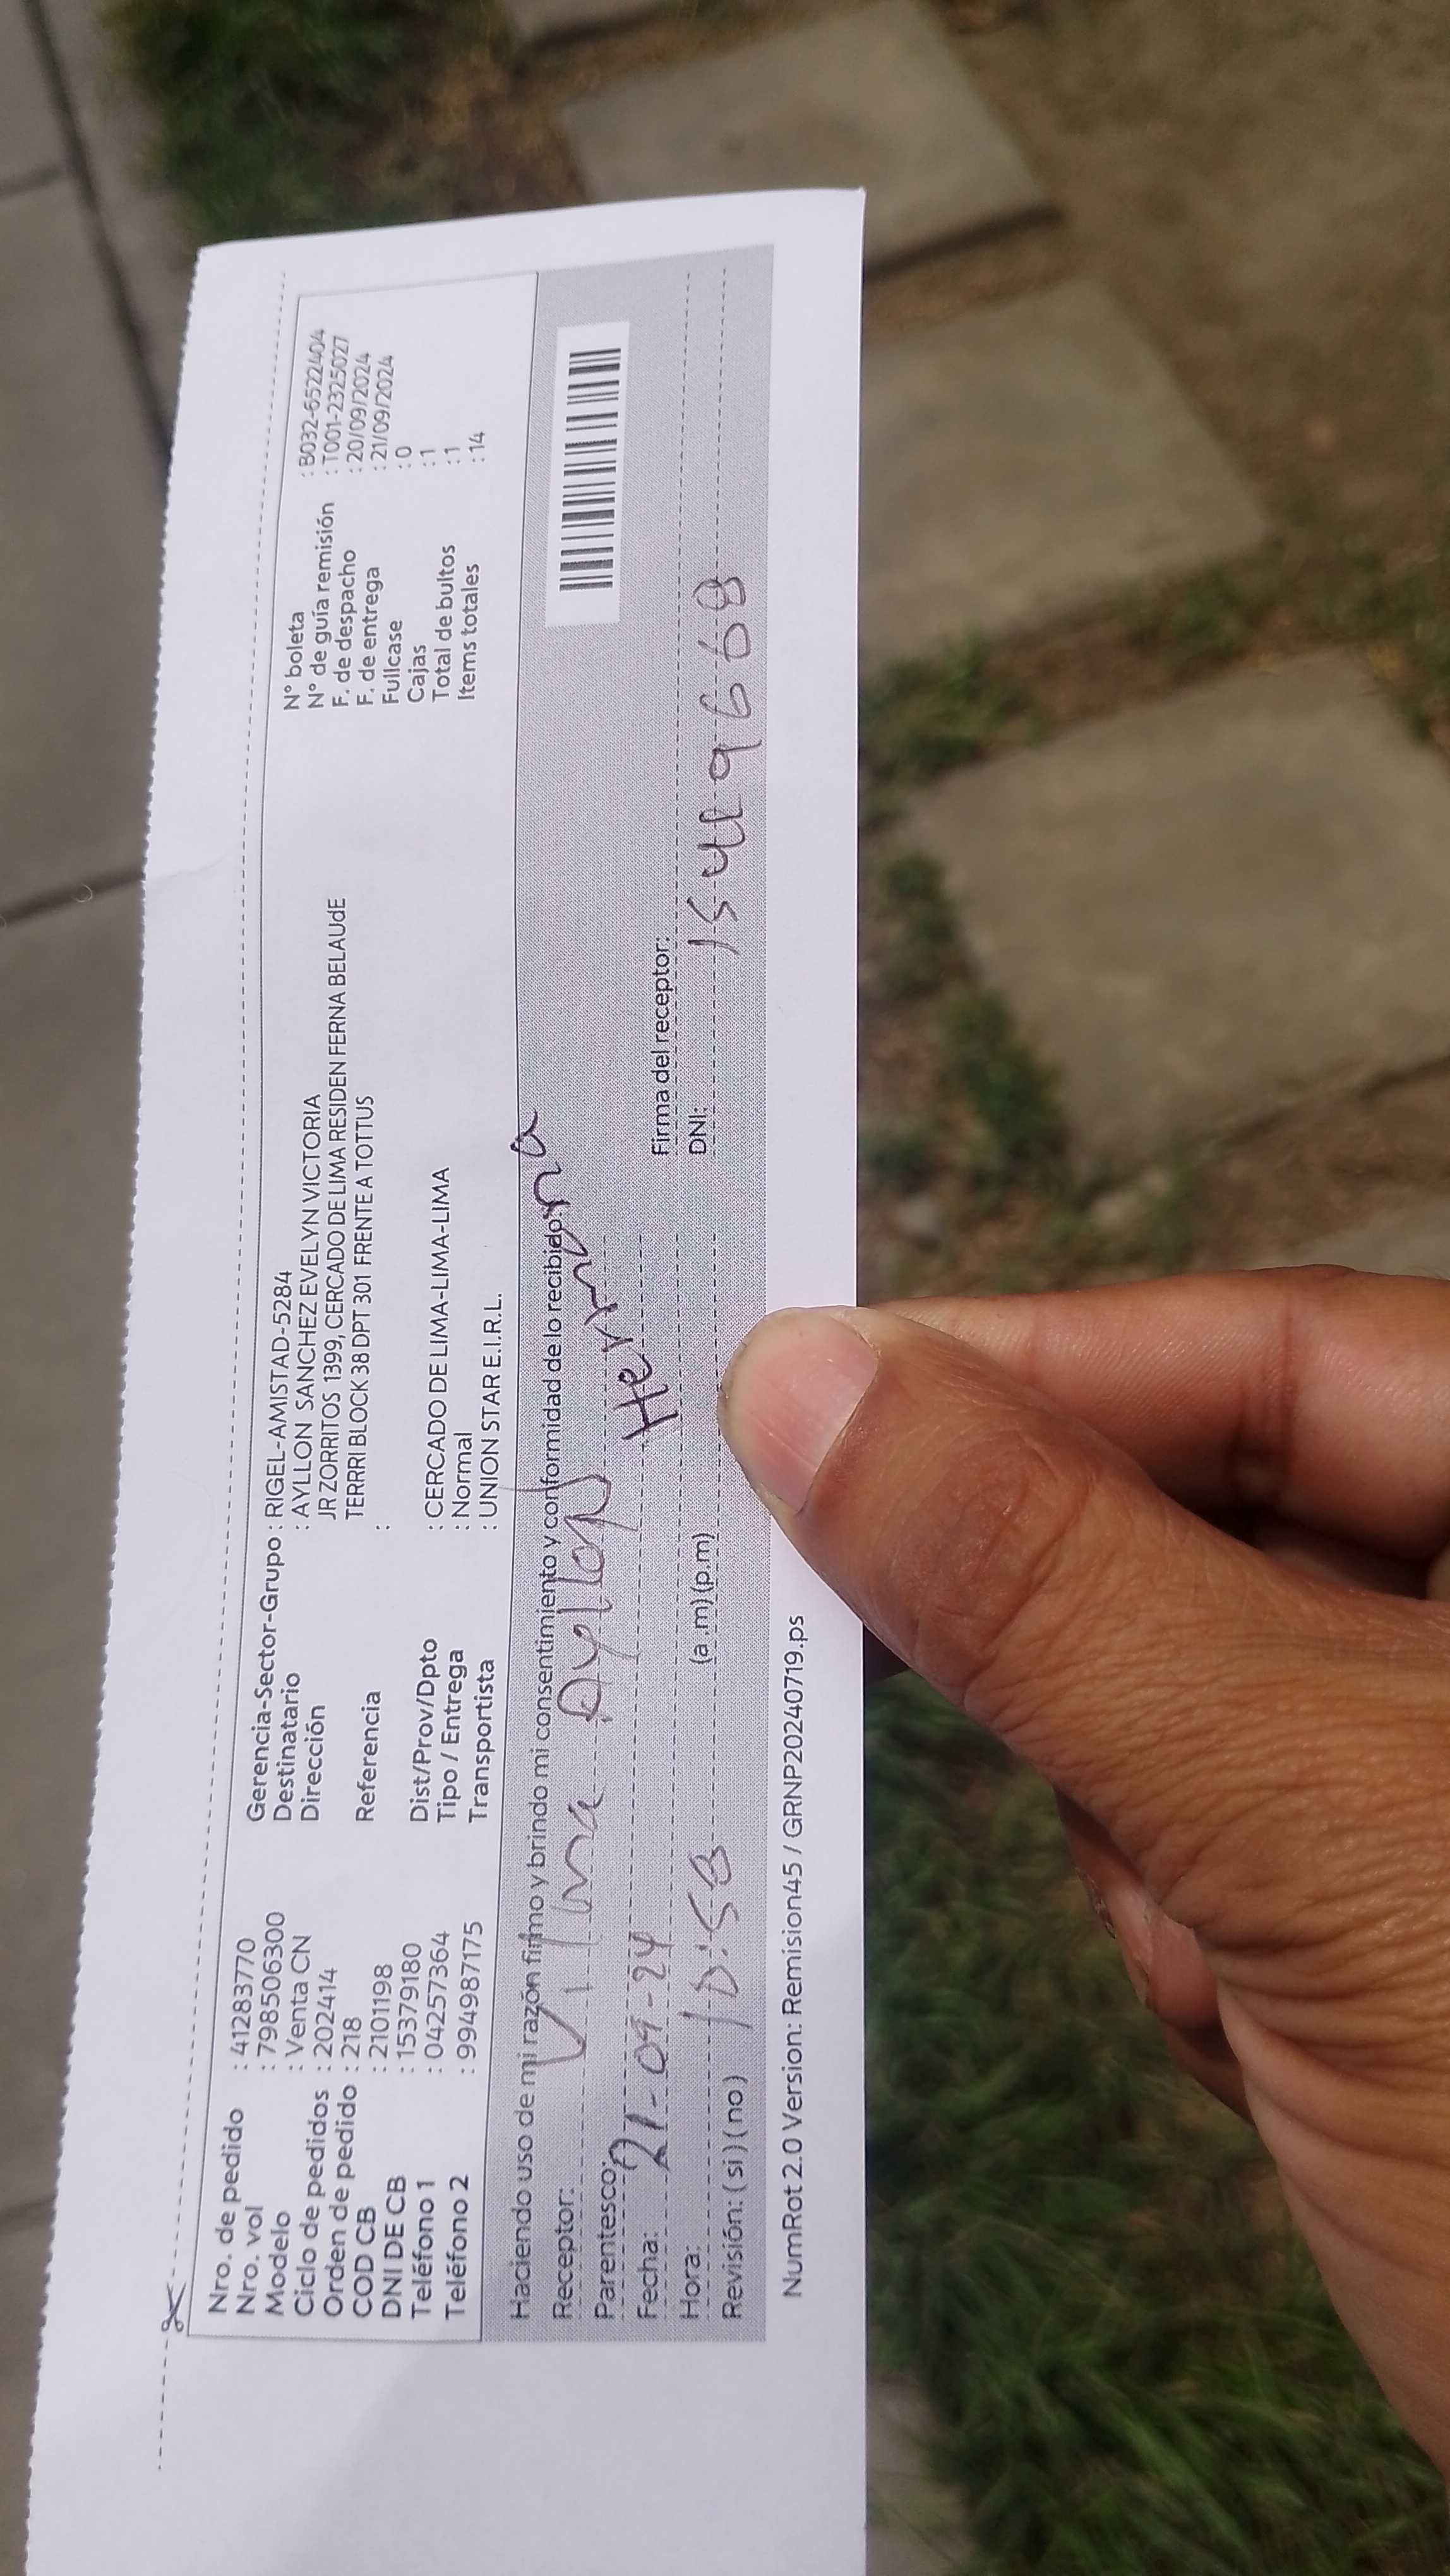 Nro. de pedido : 41283770
Nro. vol : 798506300
Modelo : Venta CN
Ciclo de pedidos : 202414
Orden de pedido : 218
COD CB : 2101198
DNI DE CB : 15379180
Teléfono 1 : 042573​64
Teléfono 2 : 994987175
Gerencia-Sector-Grupo : RIGEL-AMISTAD-5284
Destinatario : AYLLON SANCHEZ EVELYN VICTORIA
Dirección JR ZORRITOS 1399, CERCADO DE LIMA RESIDEN FERNA BELAUdE
TERRRI BLOCK 38 DPT 301 FRENTE A TOTTUS
Referencia :
Dist/Prov/Dpto : CERCADO DE LIMA-LIMA-LIMA
Tipo / Entrega : Normal
Transportista : UNION STAR E.I.R.L.
N° boleta : B032-6522404
N° de guía remisión : T001-2325027
F. de despacho : 20/09/2024
F. de entrega : 21/09/2024
Fullcase : 0
Cajas : 1
Total de bultos : 1
Items totales : 14
Haciendo uso de mi razón firmo y brindo mi consentimiento y conformidad de lo recibido:
Receptor: Vilma Ayllon
Parentesco: Hermana
Fecha: 21-09-24
Hora: 10:58 (a.m) (p.m)
Revisión: ( si ) ( no )
Firma del receptor:
DNI: 15449668
NumRot 2.0 Version: Remision45 / GRNP20240719.ps